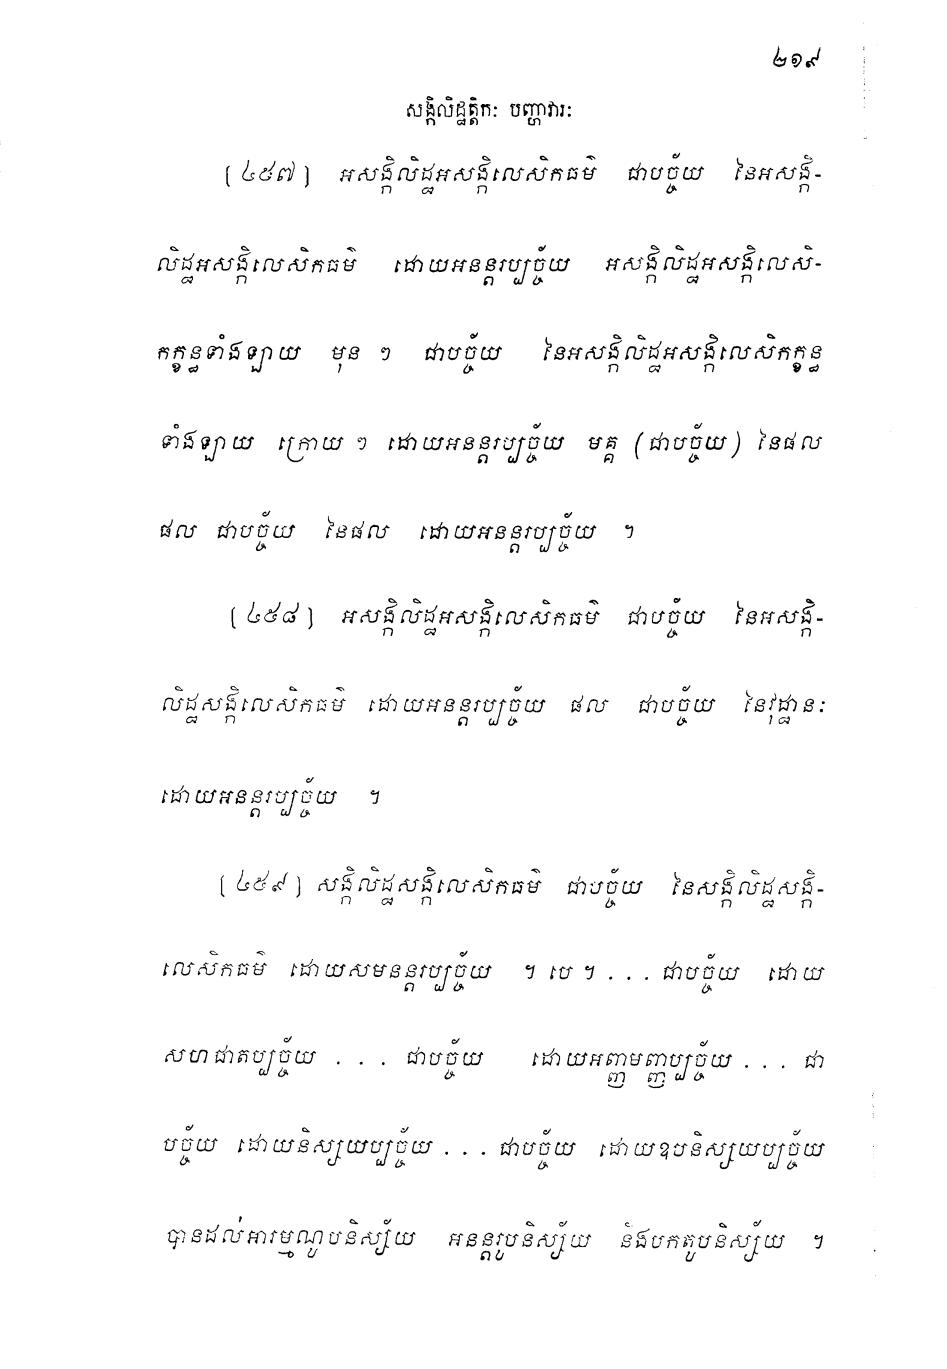 ២១៩
សង្កិលិដ្ឋត្តិកៈ បញ្ហាវារៈ
(៤៥៧) អសង្កិលិដ្ឋអសង្កិលេសិកធម៌ ជាបច្ច័យ នៃអសង្កិ-
លិដ្ឋអសង្កិលេសិកធម៌ ដោយអនន្តរប្បច្ច័យ អសង្កិលិដ្ឋអសង្កិលេសិ-
កក្ខន្ធទាំងឡាយ មុន ៗ ជាបច្ច័យ នៃអសង្កិលិដ្ឋអសង្កិលេសិកក្ខន្ធ
ទាំងឡាយ ក្រោយ ៗ ដោយអនន្តរប្បច្ច័យ មគ្គ (ជាបច្ច័យ) នៃផល
ផល ជាបច្ច័យ នៃផល ដោយអនន្តរប្បច្ច័យ ។
(៤៥៨) អសង្កិលិដ្ឋអសង្កិលេសិកធម៌ ជាបច្ច័យ នៃអសង្កិ-
លិដ្ឋសង្កិលេសិកធម៌ ដោយអនន្តរប្បច្ច័យ ផល ជាបច្ច័យ នៃវុដ្ឋានៈ
ដោយអនន្តរប្បច្ច័យ ។
(៤៥៩) សង្កិលិដ្ឋសង្កិលេសិកធម៌ ជាបច្ច័យ នៃសង្កិលិដ្ឋសង្កិ-
លេសិកធម៌ ដោយសមនន្តរប្បច្ច័យ ។ បេ ។ . . . ជាបច្ច័យ ដោយ
សហជាតប្បច្ច័យ . . . ជាបច្ច័យ ដោយអញ្ញមញ្ញប្បច្ច័យ . . . ជា
បច្ច័យ ដោយនិស្សយប្បច្ច័យ . . . ជាបច្ច័យ ដោយឧបនិស្សយប្បច្ច័យ
បានដល់អារម្មណូបនិស្ស័យ អនន្តរូបនិស្ស័យ និងបកតូបនិស្ស័យ ។